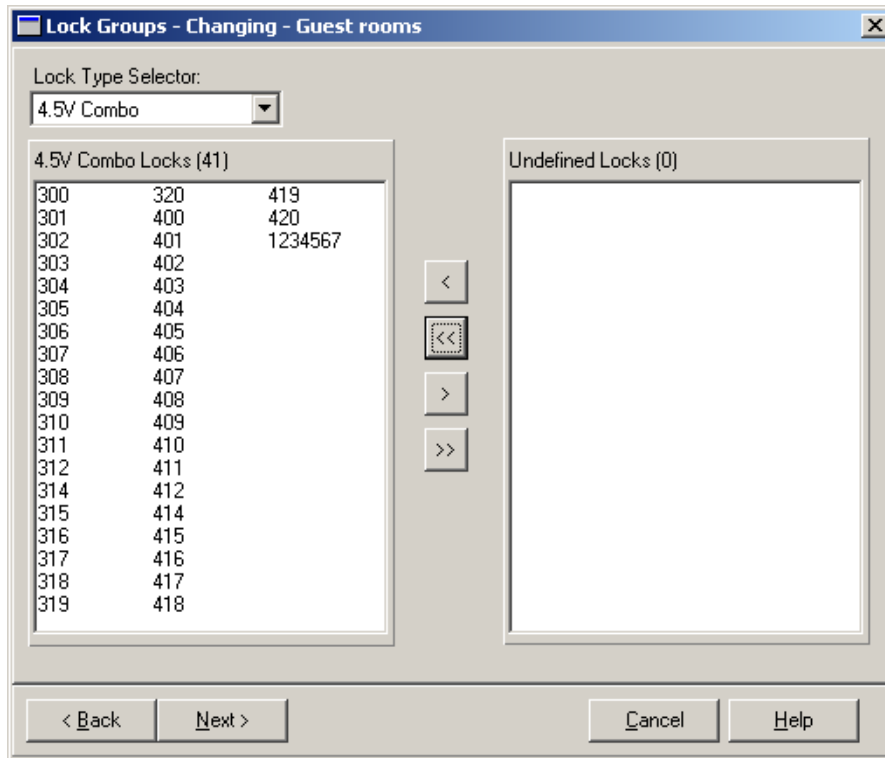 Lock Groups - Changing - Guest rooms
Lock Type Selector:
4.5V Combo
4.5V Combo Locks (41)
300 320 419
301 400 420
302 401 1234567
303 402
304 403
305 404
306 405
307 406
308 407
309 408
310 409
311 410
312 411
314 412
315 414
316 415
317 416
318 417
319 418
<
<<
>
>>
Undefined Locks (0)
< Back
Next >
Cancel
Help